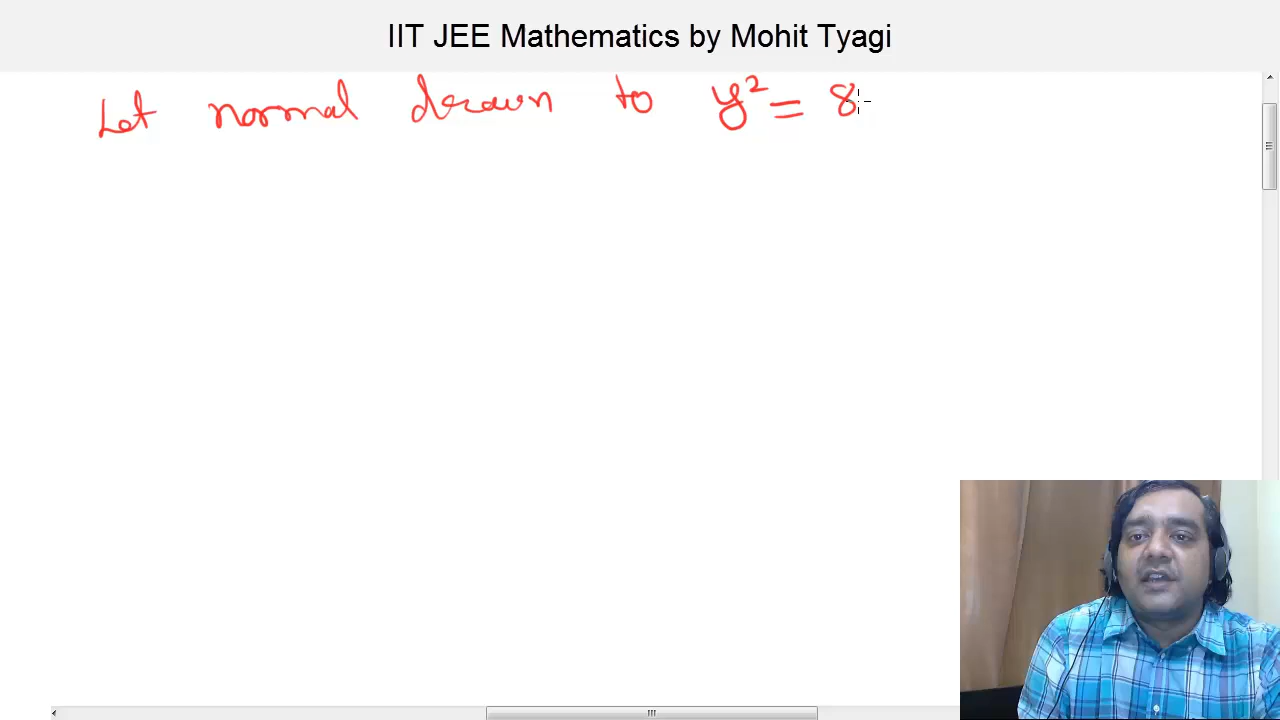 IIT JEE Mathematics by Mohit Tyagi
Let normal drawn to y² = 8